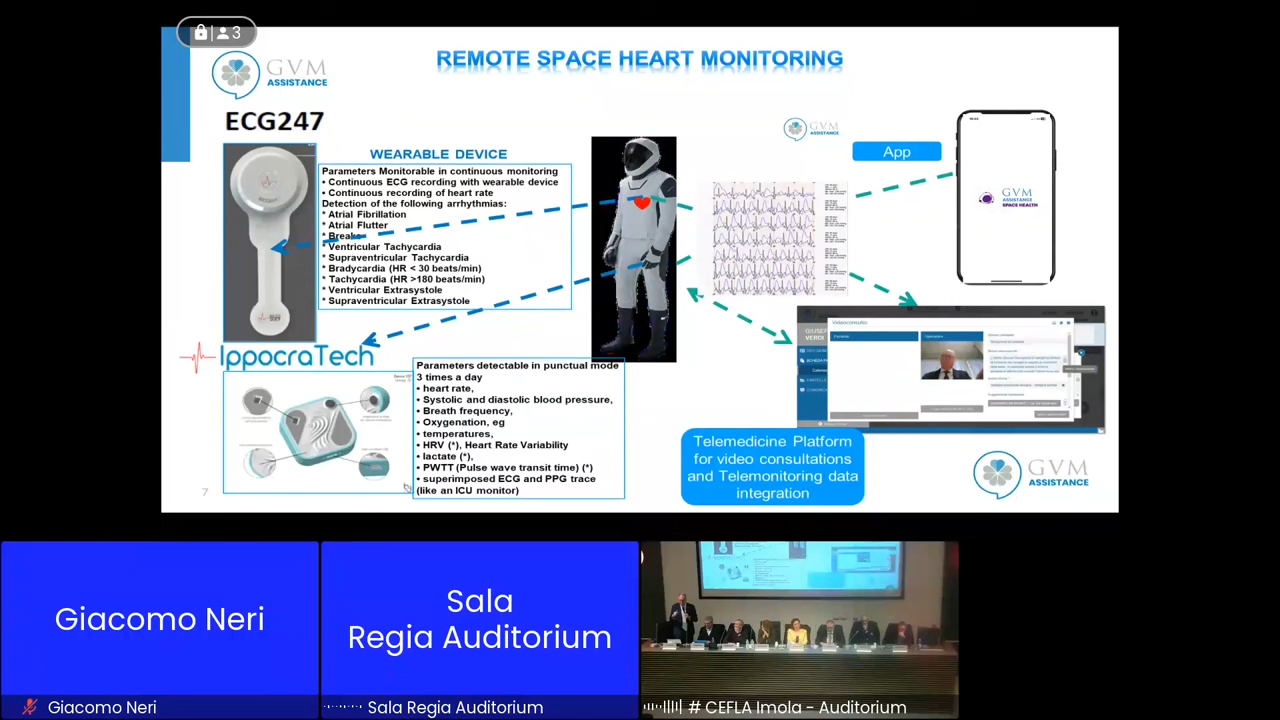 3
GVM
ASSISTANCE
REMOTE SPACE HEART MONITORING
ECG247
WEARABLE DEVICE
Parameters Monitorable in continuous monitoring
• Continuous ECG recording with wearable device
• Continuous recording of heart rate
Detection of the following arrhythmias:
* Atrial Fibrillation
* Atrial Flutter
* Breaks
* Ventricular Tachycardia
* Supraventricular Tachycardia
* Bradycardia (HR < 30 beats/min)
* Tachycardia (HR >180 beats/min)
* Ventricular Extrasystole
* Supraventricular Extrasystole
GVM
ASSISTANCE
App
GVM
ASSISTANCE
SPACE HEALTH
IppocraTech
Parameters detectable in punctual mode
3 times a day
• heart rate,
• Systolic and diastolic blood pressure,
• Breath frequency,
• Oxygenation, eg
• temperatures,
• HRV (*), Heart Rate Variability
• lactate (*),
• PWTT (Pulse wave transit time) (*)
• superimposed ECG and PPG trace
(like an ICU monitor)
Videoconsulto
VERDI
Telemedicine Platform
for video consultations
and Telemonitoring data
integration
GVM
ASSISTANCE
7
Giacomo Neri
Sala
Regia Auditorium
Giacomo Neri
Sala Regia Auditorium
# CEFLA Imola - Auditorium